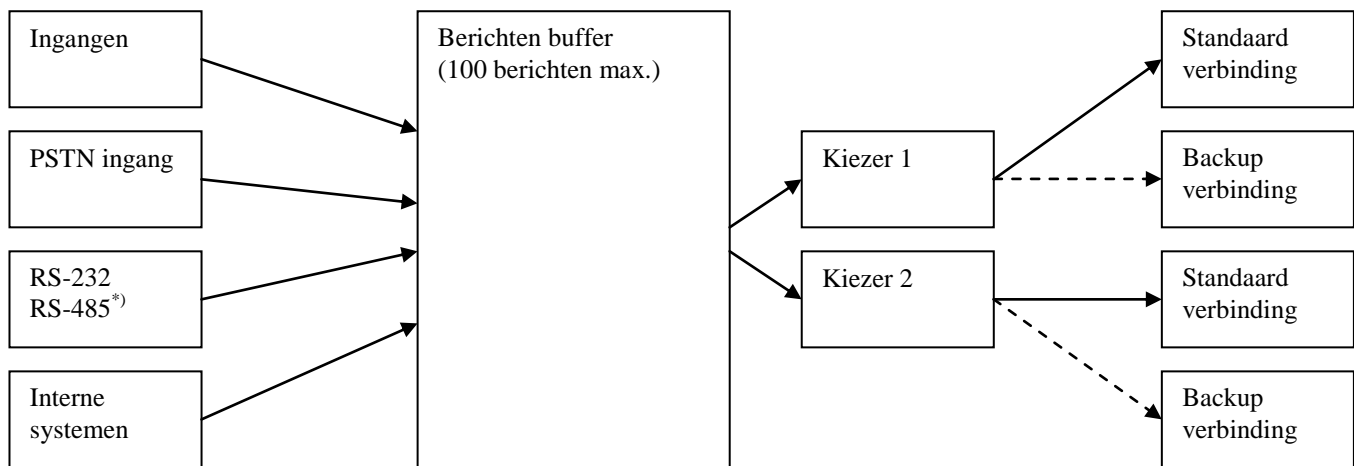 Ingangen
PSTN ingang
RS-232
RS-485*)
Interne
systemen
Berichten buffer
(100 berichten max.)
Kiezer 1
Kiezer 2
Standaard
verbinding
Backup
verbinding
Standaard
verbinding
Backup
verbinding